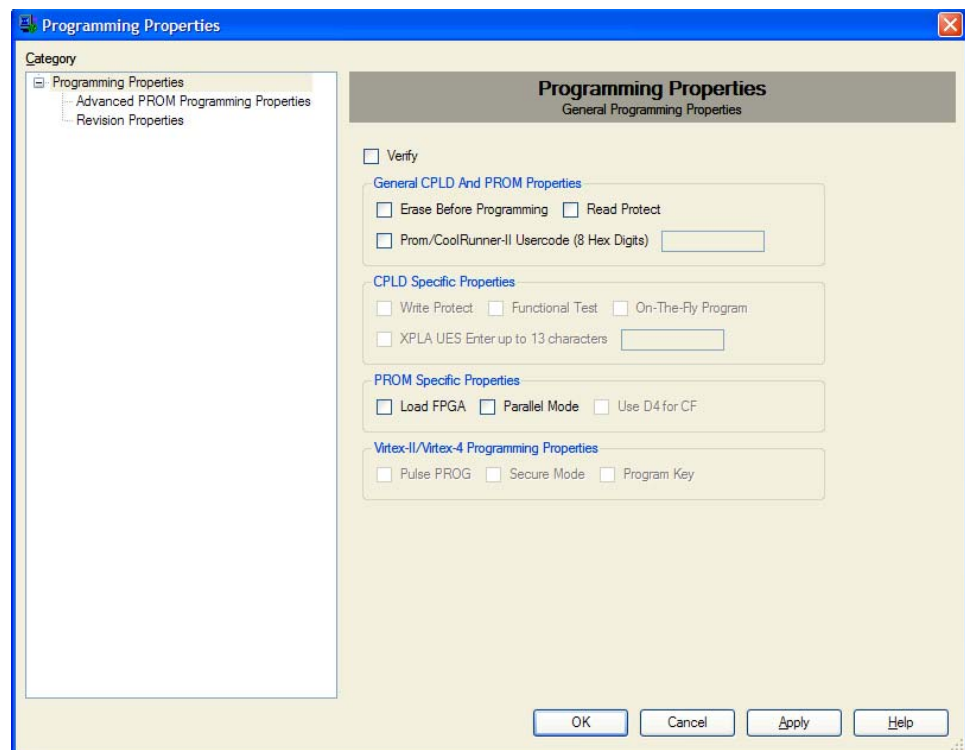 Programming Properties
Category
Programming Properties
Advanced PROM Programming Properties
Revision Properties
Programming Properties
General Programming Properties
Verify
General CPLD And PROM Properties
Erase Before Programming Read Protect
Prom/CoolRunner-II Usercode (8 Hex Digits)
CPLD Specific Properties
Write Protect Functional Test On-The-Fly Program
XPLA UES Enter up to 13 characters
PROM Specific Properties
Load FPGA Parallel Mode Use D4 for CF
Virtex-II/Virtex-4 Programming Properties
Pulse PROG Secure Mode Program Key
OK Cancel Apply Help